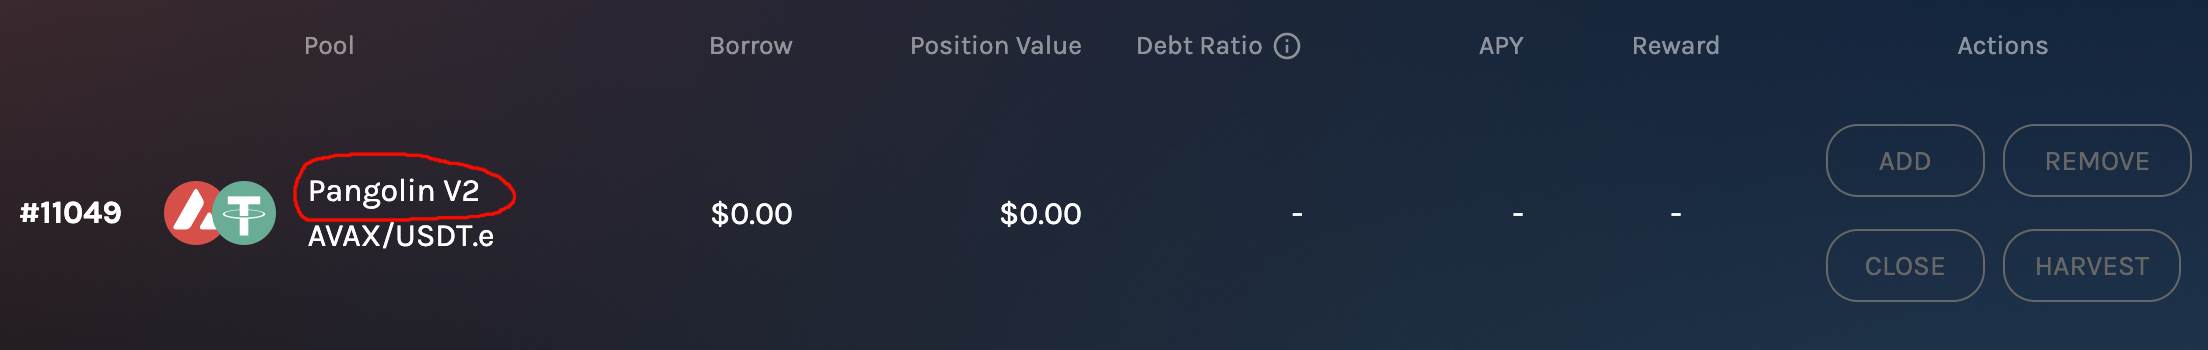 Pool Borrow Position Value Debt Ratio APY Reward Actions
#11049
Pangolin V2
AVAX/USDT.e
$0.00 $0.00 - - -
ADD REMOVE
CLOSE HARVEST